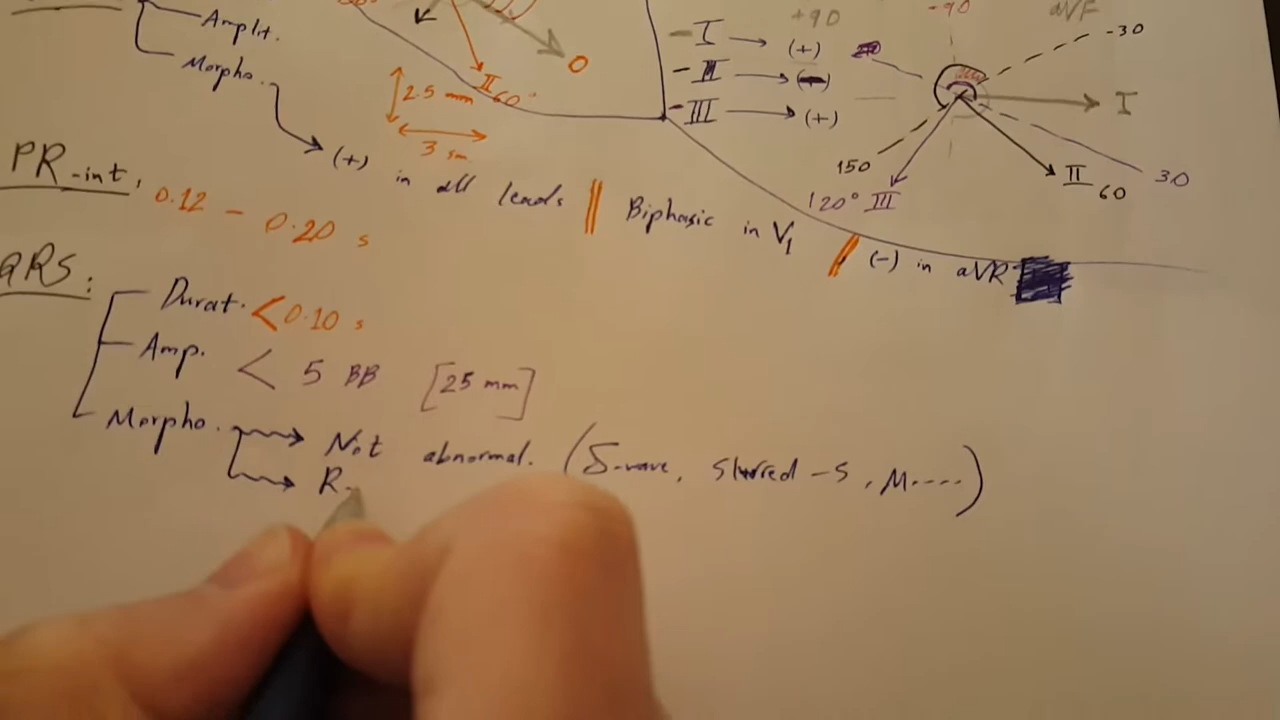 Amplit.
Morpho.
(+) in all leads || Biphasic in V1 // (-) in aVR
0
II 60°
2.5 mm
3 sm
+90 -90 aVF
- I → (+)
- II →
- III → (+)
-30
I
150
120° III
II 60
30
PR-int, 0.12 - 0.20 s
QRS:
Durat. < 0.10 s
Amp. < 5 BB [25 mm]
Morpho. → Not abnormal. (δ-wave, Slurred -S, M....)
→ R-